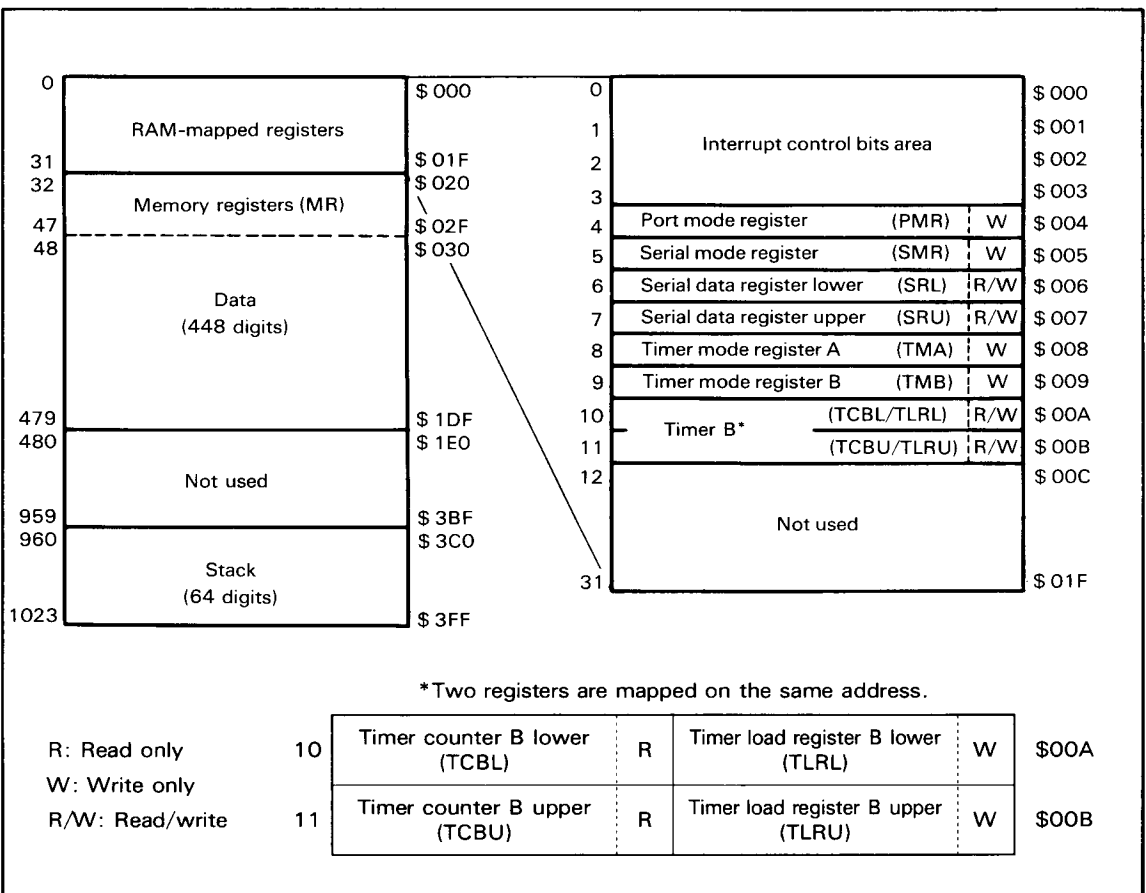 0
$ 000
RAM-mapped registers
31
$ 01F
32
$ 020
Memory registers (MR)
47
$ 02F
48
$ 030
Data
(448 digits)
479
$ 1DF
480
$ 1E0
Not used
959
$ 3BF
960
$ 3C0
Stack
(64 digits)
1023
$ 3FF
0
$ 000
1
$ 001
Interrupt control bits area
2
$ 002
3
$ 003
4 Port mode register (PMR) W $ 004
5 Serial mode register (SMR) W $ 005
6 Serial data register lower (SRL) R/W $ 006
7 Serial data register upper (SRU) R/W $ 007
8 Timer mode register A (TMA) W $ 008
9 Timer mode register B (TMB) W $ 009
10 (TCBL/TLRL) R/W $ 00A
Timer B*
11 (TCBU/TLRU) R/W $ 00B
12 $ 00C
Not used
31 $ 01F
*Two registers are mapped on the same address.
R: Read only
W: Write only
R/W: Read/write
10 Timer counter B lower R Timer load register B lower W $00A
(TCBL) (TLRL)
11 Timer counter B upper R Timer load register B upper W $00B
(TCBU) (TLRU)